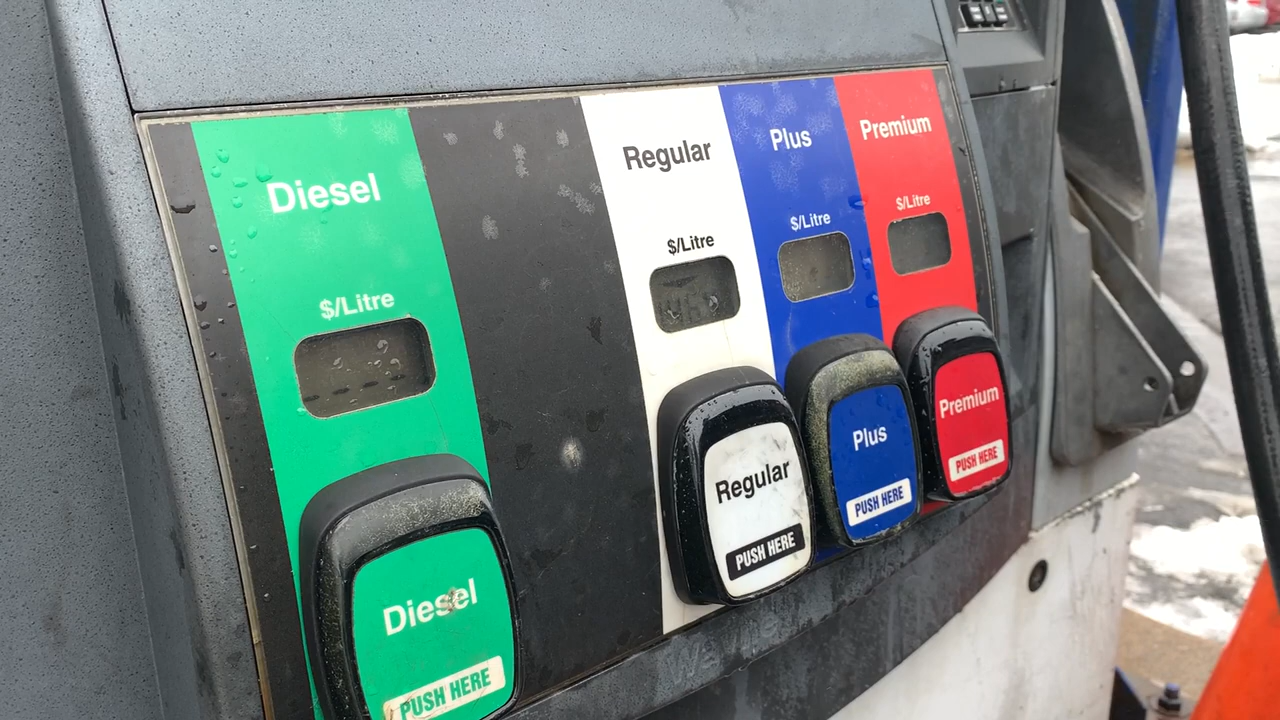 Diesel
$/Litre
Diesel
PUSH HERE
Regular
$/Litre
Regular
PUSH HERE
Plus
$/Litre
Plus
PUSH HERE
Premium
$/Litre
Premium
PUSH HERE